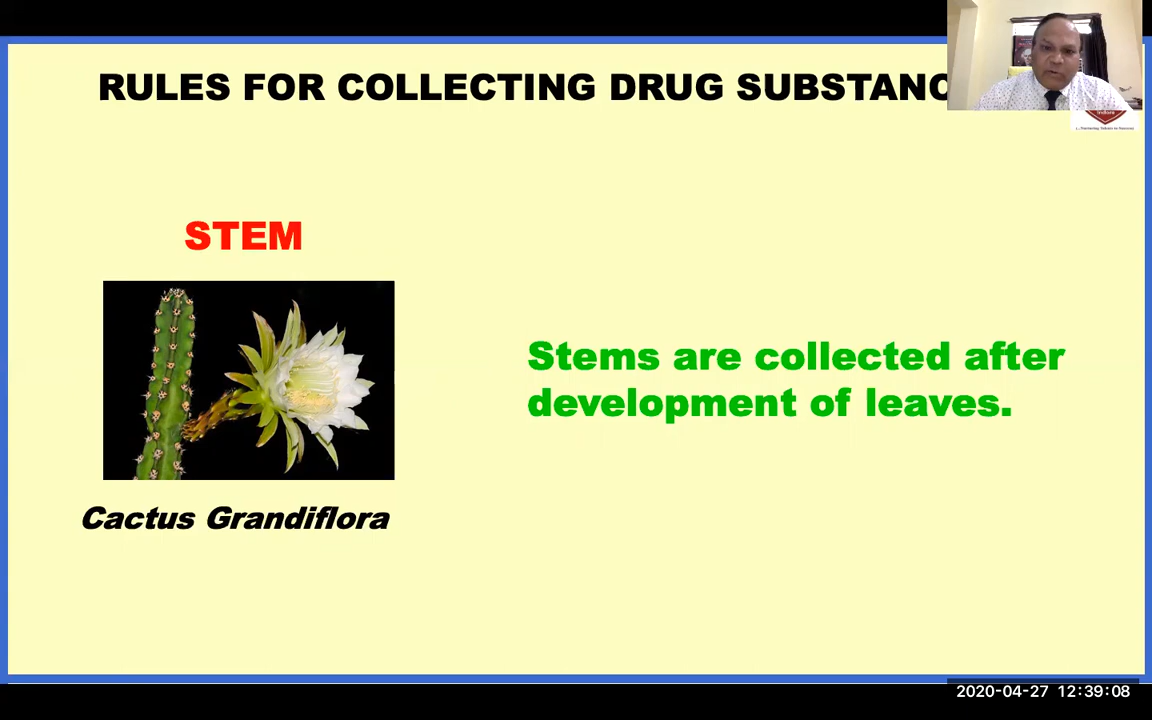 RULES FOR COLLECTING DRUG SUBSTANC
STEM
Stems are collected after
development of leaves.
Cactus Grandiflora
2020-04-27 12:39:08